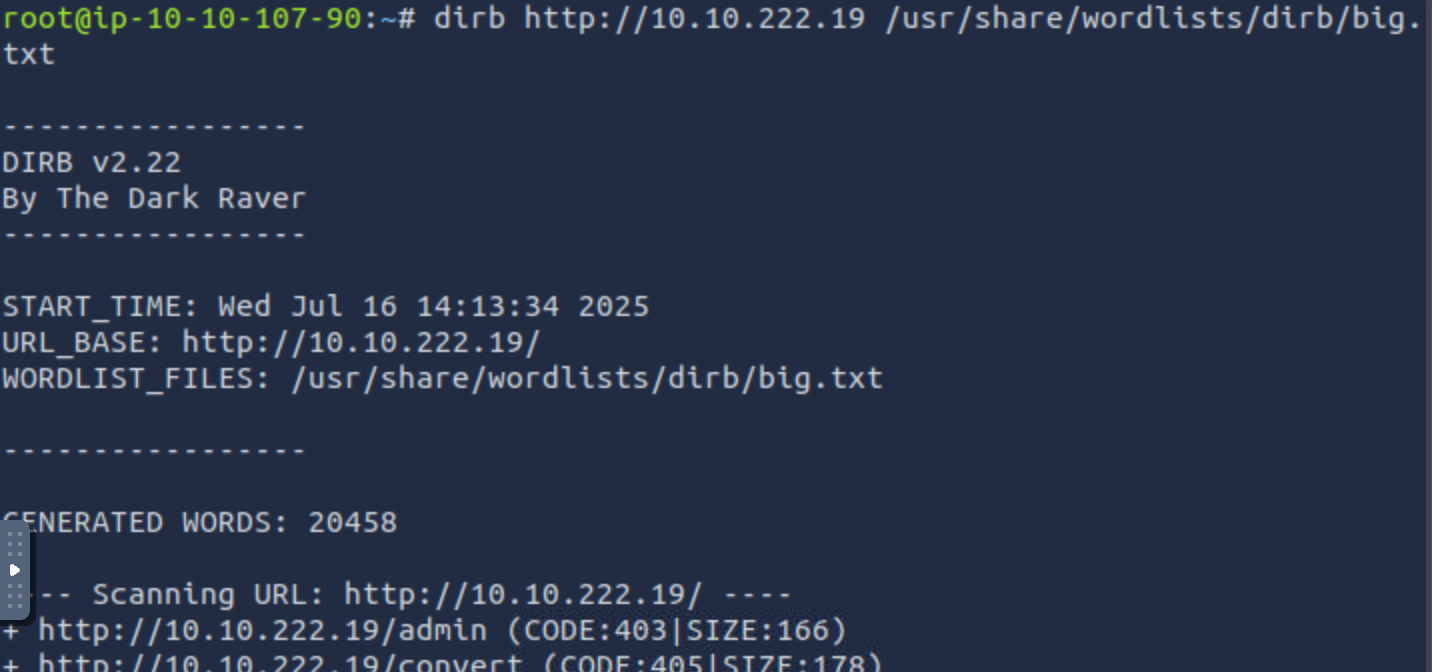 root@ip-10-10-107-90:~# dirb http://10.10.222.19 /usr/share/wordlists/dirb/big.
txt
-----------------
DIRB v2.22
By The Dark Raver
-----------------
START_TIME: Wed Jul 16 14:13:34 2025
URL_BASE: http://10.10.222.19/
WORDLIST_FILES: /usr/share/wordlists/dirb/big.txt
-----------------
GENERATED WORDS: 20458
--- Scanning URL: http://10.10.222.19/ ----
+ http://10.10.222.19/admin (CODE:403|SIZE:166)
+ http://10.10.222.19/convert (CODE:405|SIZE:178)